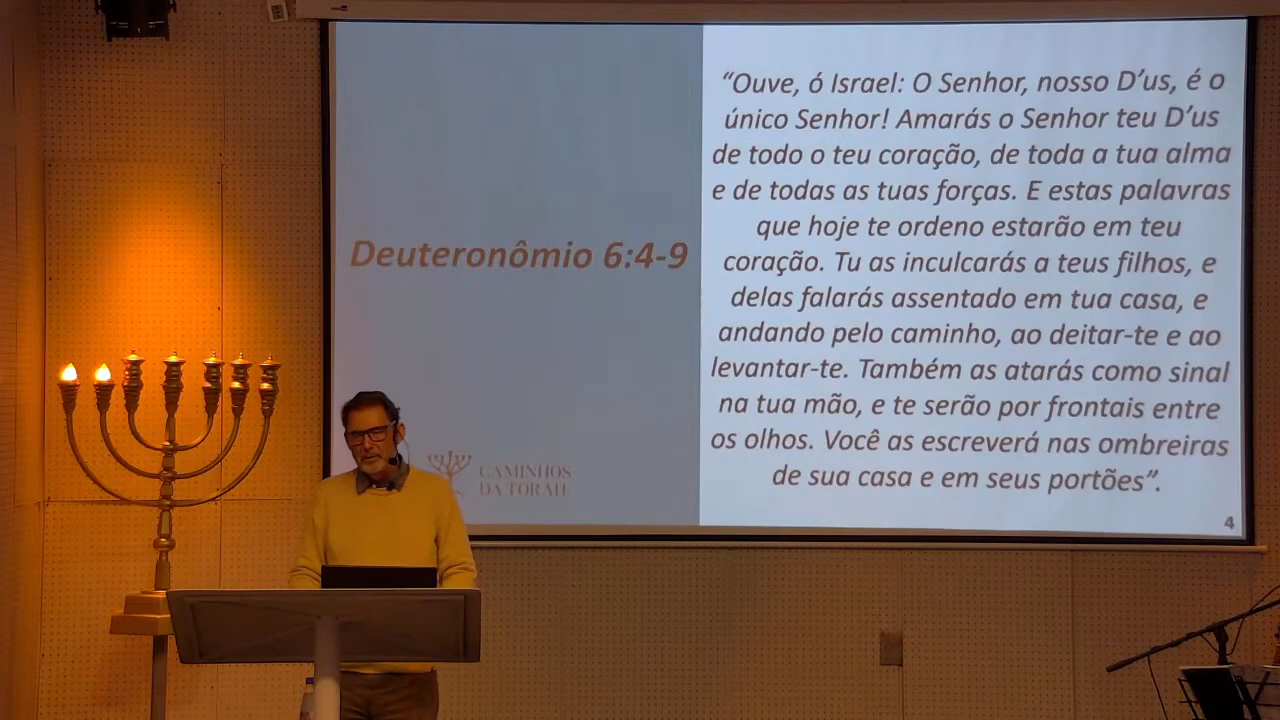 Deuteronômio 6:4-9
CAMINHOS
DA TORAH
“Ouve, ó Israel: O Senhor, nosso D’us, é o
único Senhor! Amarás o Senhor teu D’us
de todo o teu coração, de toda a tua alma
e de todas as tuas forças. E estas palavras
que hoje te ordeno estarão em teu
coração. Tu as inculcarás a teus filhos, e
delas falarás assentado em tua casa, e
andando pelo caminho, ao deitar-te e ao
levantar-te. Também as atarás como sinal
na tua mão, e te serão por frontais entre
os olhos. Você as escreverá nas ombreiras
de sua casa e em seus portões”.
4